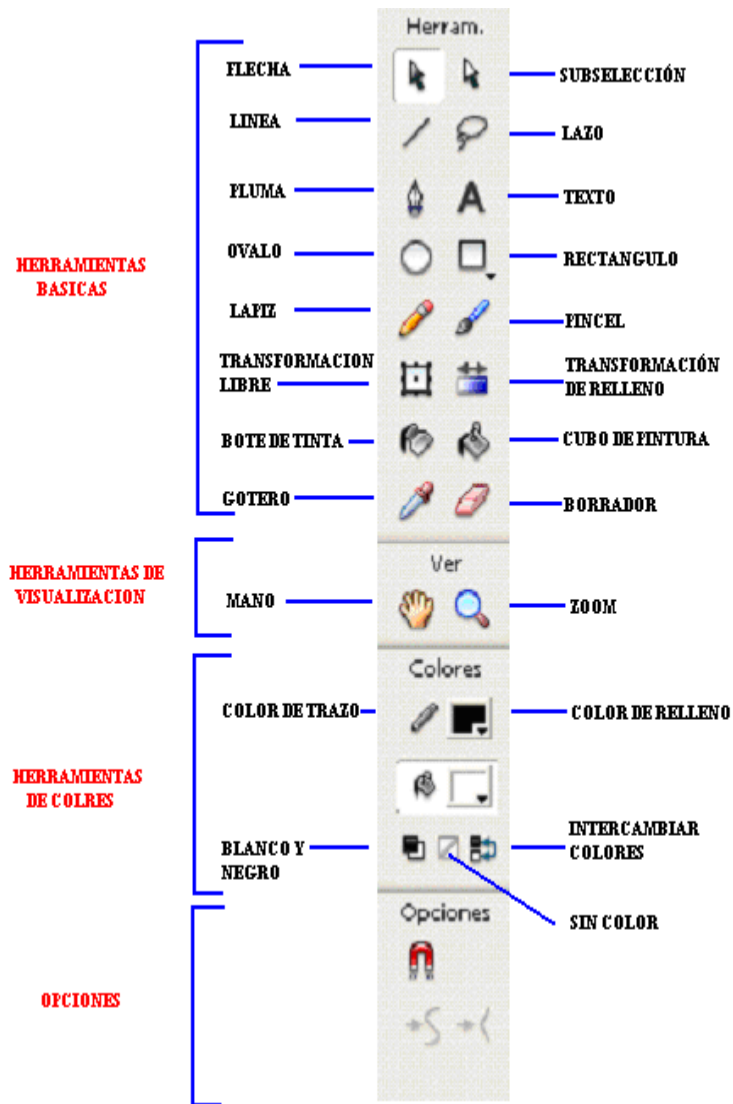 Herram.
FLECHA
SUBSELECCIÓN
LINEA
LAZO
PLUMA
TEXTO
OVALO
RECTANGULO
HERRAMIENTAS
BASICAS
LAPIZ
PINCEL
TRANSFORMACION
LIBRE
TRANSFORMACIÓN
DE RELLENO
BOTE DE TINTA
CUBO DE PINTURA
GOTERO
BORRADOR
Ver
HERRAMIENTAS DE
VISUALIZACION
MANO
ZOOM
Colores
COLOR DE TRAZO
COLOR DE RELLENO
HERRAMIENTAS
DE COLRES
BLANCO Y
NEGRO
INTERCAMBIAR
COLORES
SIN COLOR
Opciones
OPCIONES